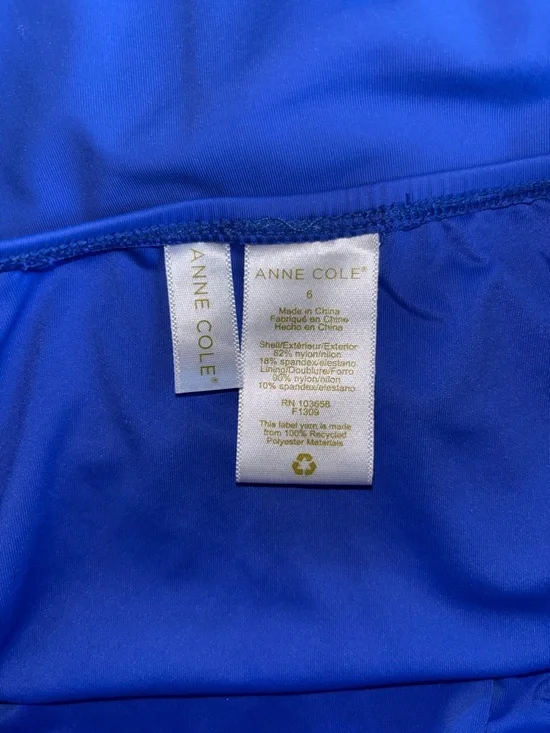 ANNE COLE®
ANNE COLE®
6
Made in China
Fabriqué en Chine
Hecho en China
Shell/Extérieur/Exterior
82% nylon/nilon
18% spandex/elastano
Lining/Doublure/Forro
90% nylon/nilon
10% spandex/elastano
RN 103658
F1309
This label yarn is made
from 100% Recycled
Polyester Materials